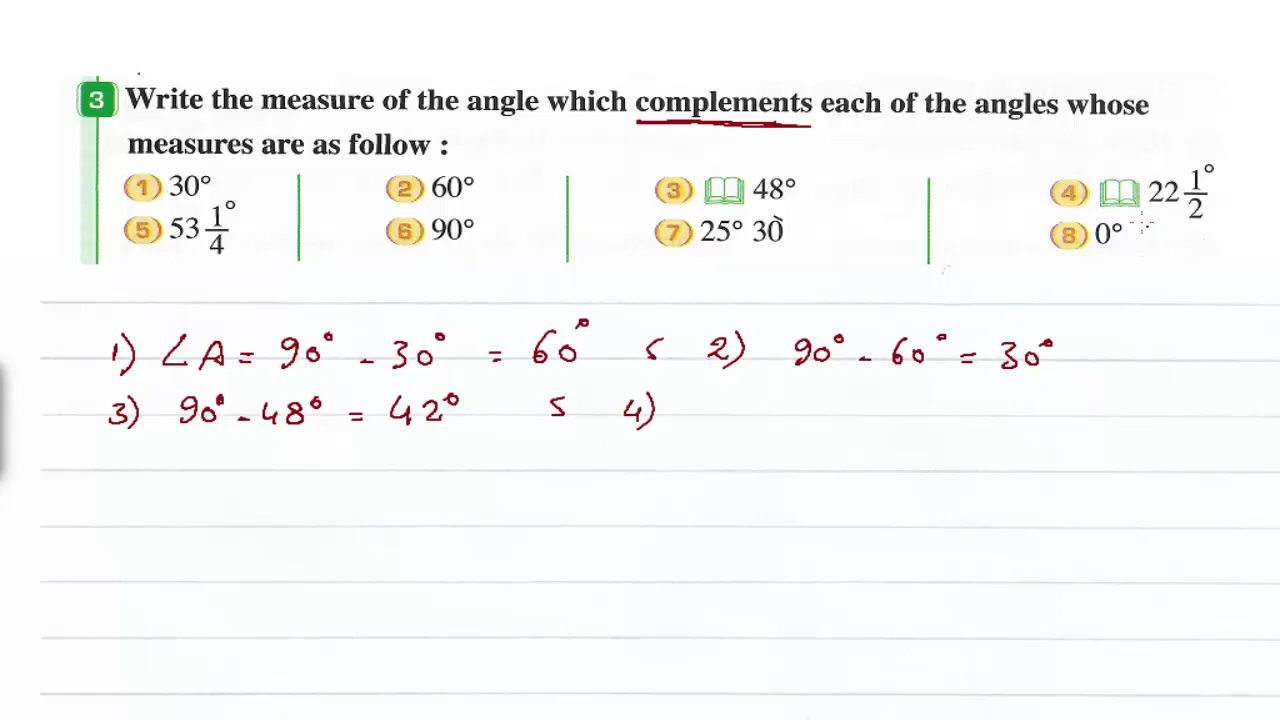 3 Write the measure of the angle which complements each of the angles whose
measures are as follow :
1 30° 2 60° 3 48° 4 22 1/2°
5 53 1/4° 6 90° 7 25° 30̀ 8 0°
1) ∠A = 90° - 30° = 60° ، 2) 90° - 60° = 30°
3) 90° - 48° = 42° ، 4)